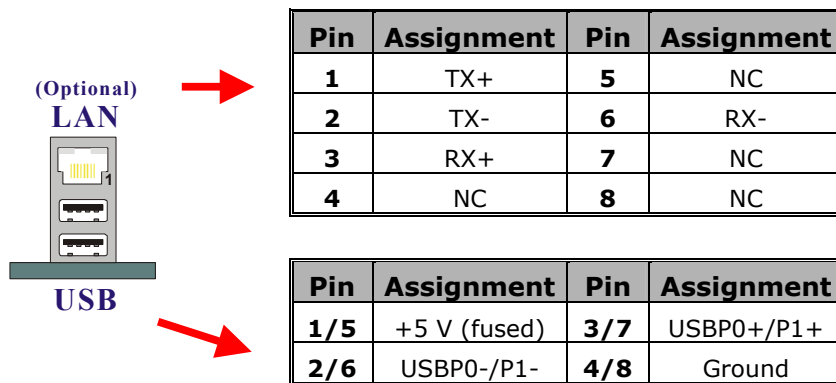 (Optional)
LAN
1
USB
Pin Assignment Pin Assignment
1 TX+ 5 NC
2 TX- 6 RX-
3 RX+ 7 NC
4 NC 8 NC
Pin Assignment Pin Assignment
1/5 +5 V (fused) 3/7 USBP0+/P1+
2/6 USBP0-/P1- 4/8 Ground